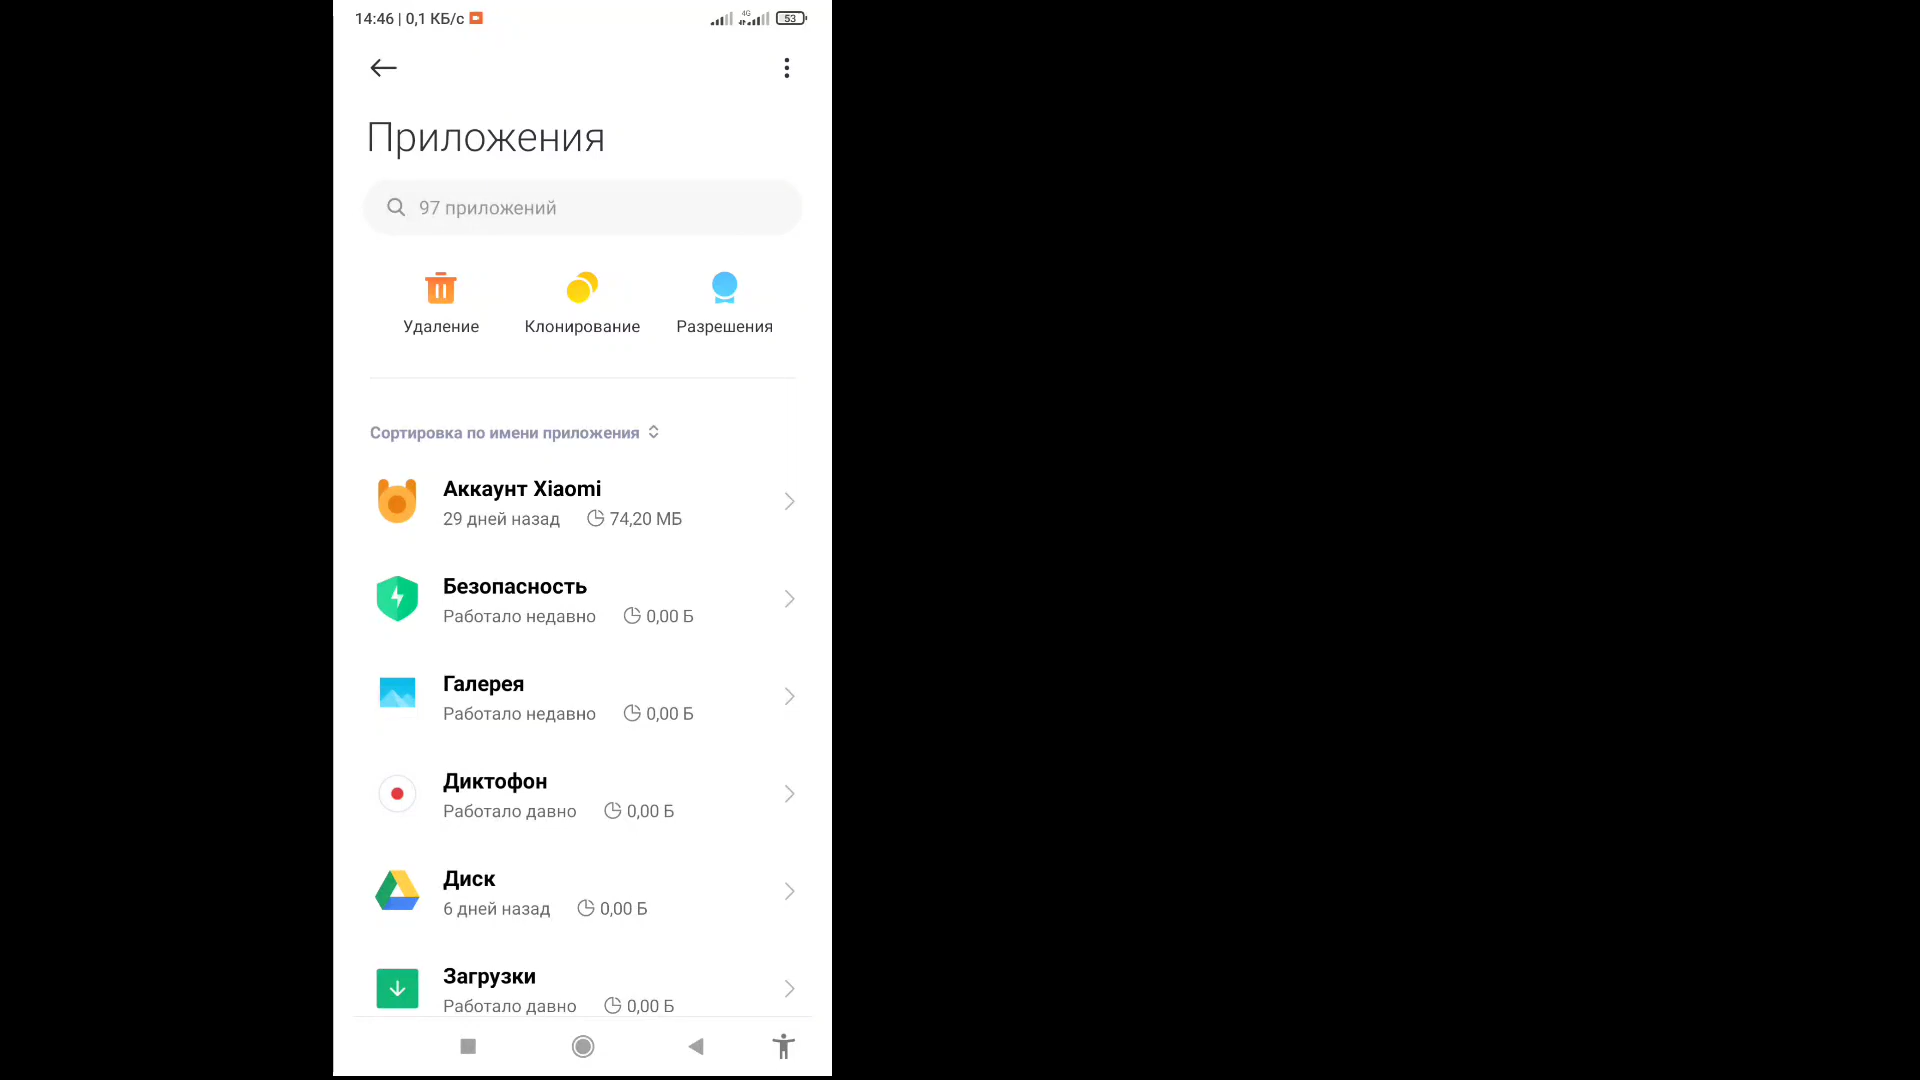 14:46 | 0,1 КБ/с
4G
53
Приложения
97 приложений
Удаление
Клонирование
Разрешения
Сортировка по имени приложения
Аккаунт Xiaomi
29 дней назад 74,20 МБ
Безопасность
Работало недавно 0,00 Б
Галерея
Работало недавно 0,00 Б
Диктофон
Работало давно 0,00 Б
Диск
6 дней назад 0,00 Б
Загрузки
Работало давно 0,00 Б